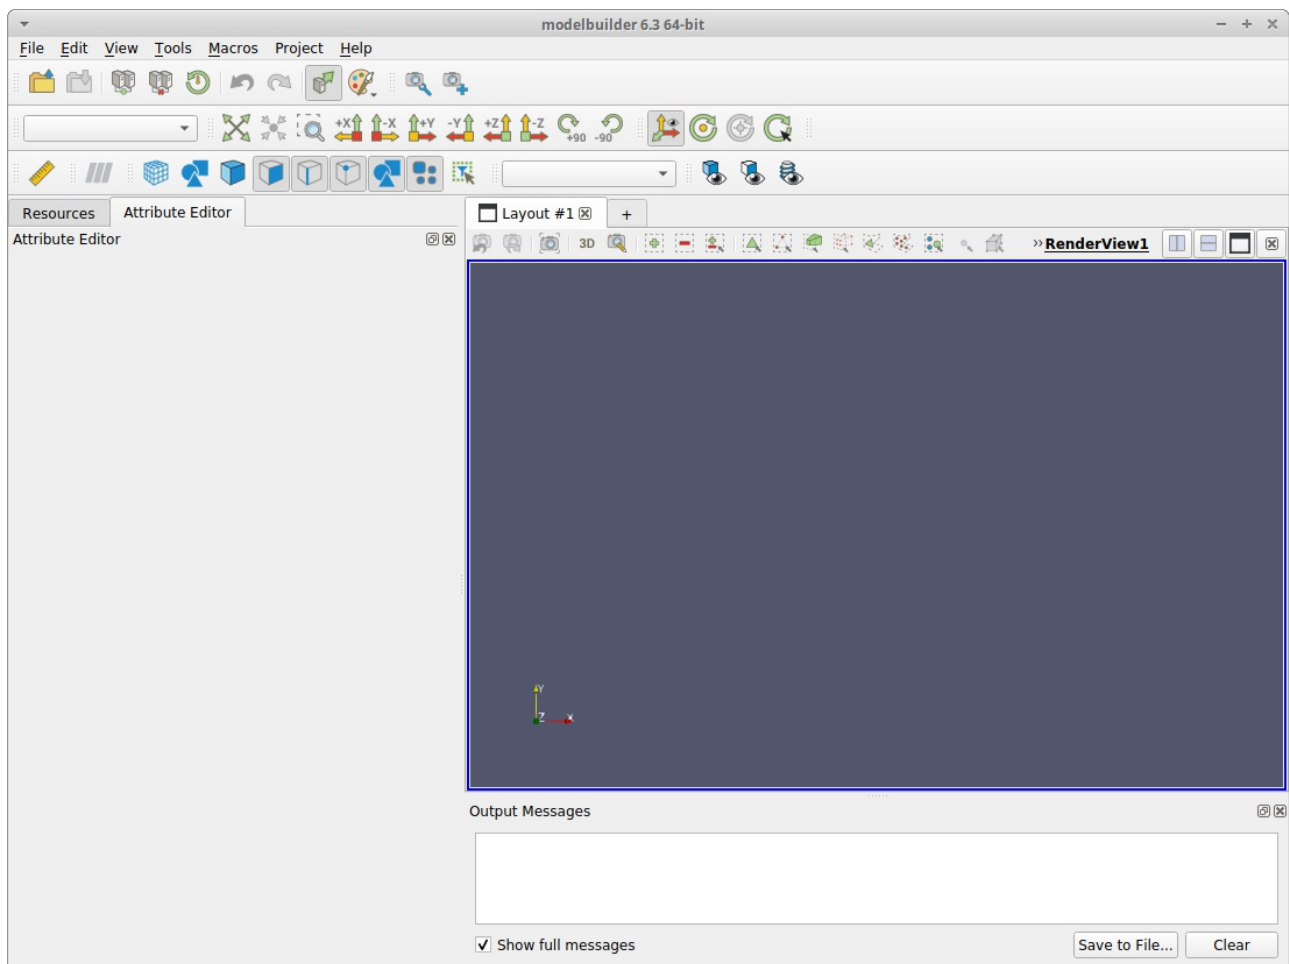 modelbuilder 6.3 64-bit
File Edit View Tools Macros Project Help
+X -X +Y -Y +Z -Z +90 -90
Resources Attribute Editor
Layout #1 +
Attribute Editor
3D » RenderView1
Y
Z X
Output Messages
Show full messages
Save to File... Clear